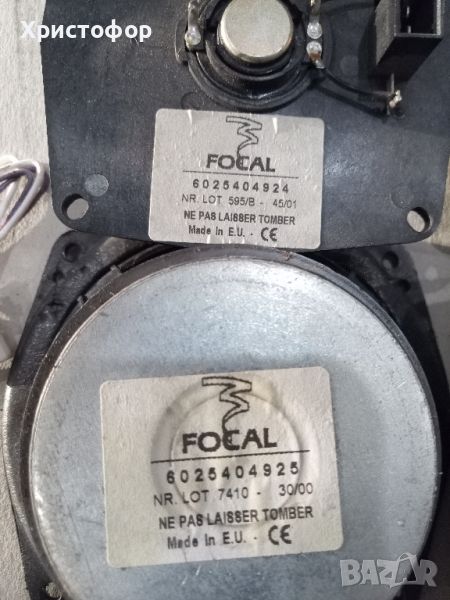 Христофор
FOCAL
6025404924
NR. LOT 595/B - 45/01
NE PAS LAISSER TOMBER
Made in E.U. - CE
FOCAL
6025404925
NR. LOT 7410 - 30/00
NE PAS LAISSER TOMBER
Made in E.U. - CE
BAZAR